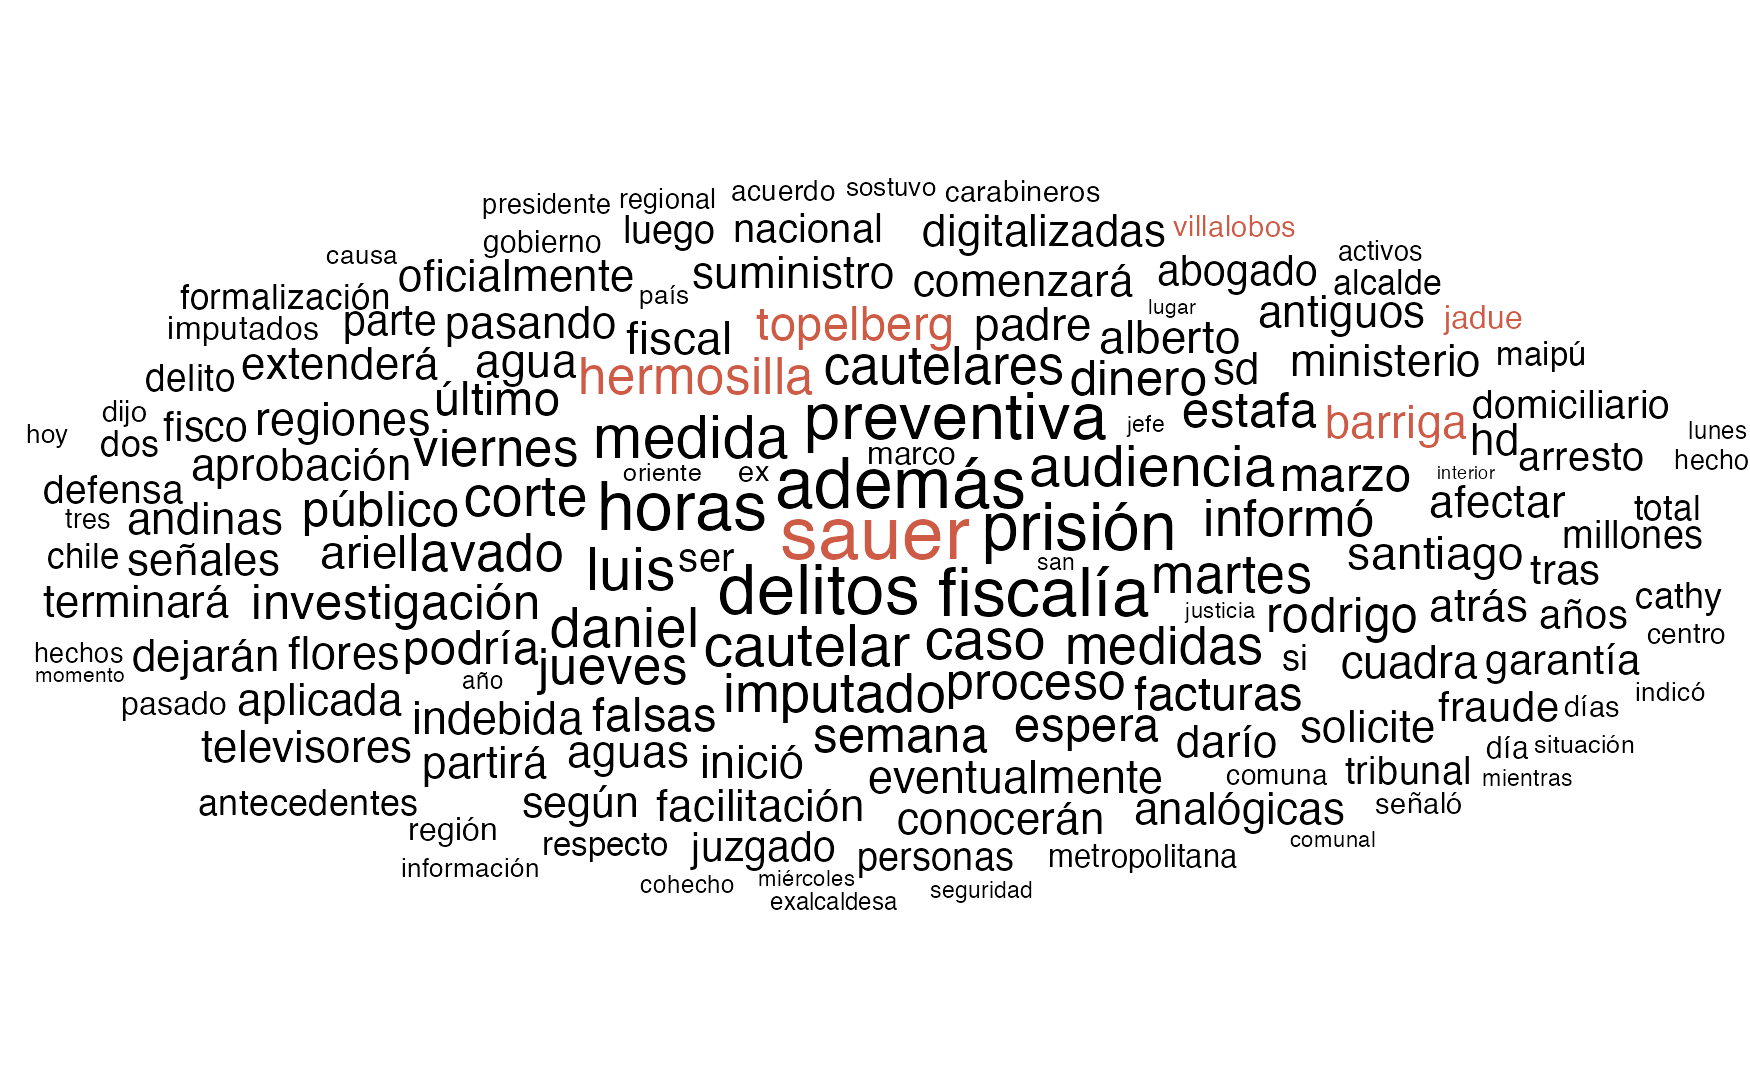 presidente regional acuerdo sostuvo carabineros
gobierno luego nacional digitalizadas villalobos
causa oficialmente suministro comenzará abogado activos
formalización país alcalde
imputados parte pasando fiscal topelberg padre alberto lugar antiguos jadue
delito extenderá agua hermosilla cautelares dinero sd ministerio maipú
dijo fisco regiones último preventiva jefe estafa barriga domiciliario
hoy dos viernes medida marco hd arresto lunes
aprobación oriente ex además audiencia marzo interior hecho
defensa público corte horas afectar total
tres andinas sauer prisión informó millones
chile señales ariel lavado luis ser san santiago tras
terminará investigación delitos fiscalía martes justicia rodrigo atrás años cathy
hechos dejarán flores podría daniel cautelar caso medidas si cuadra garantía centro
momento jueves
pasado aplicada año imputado proceso facturas fraude días indicó
indebida falsas semana espera
televisores partirá aguas inició darío solicite día situación
eventualmente comuna tribunal mientras
antecedentes según facilitación conocerán analógicas señaló
región respecto juzgado personas metropolitana comunal
información cohecho miércoles seguridad
exalcaldesa